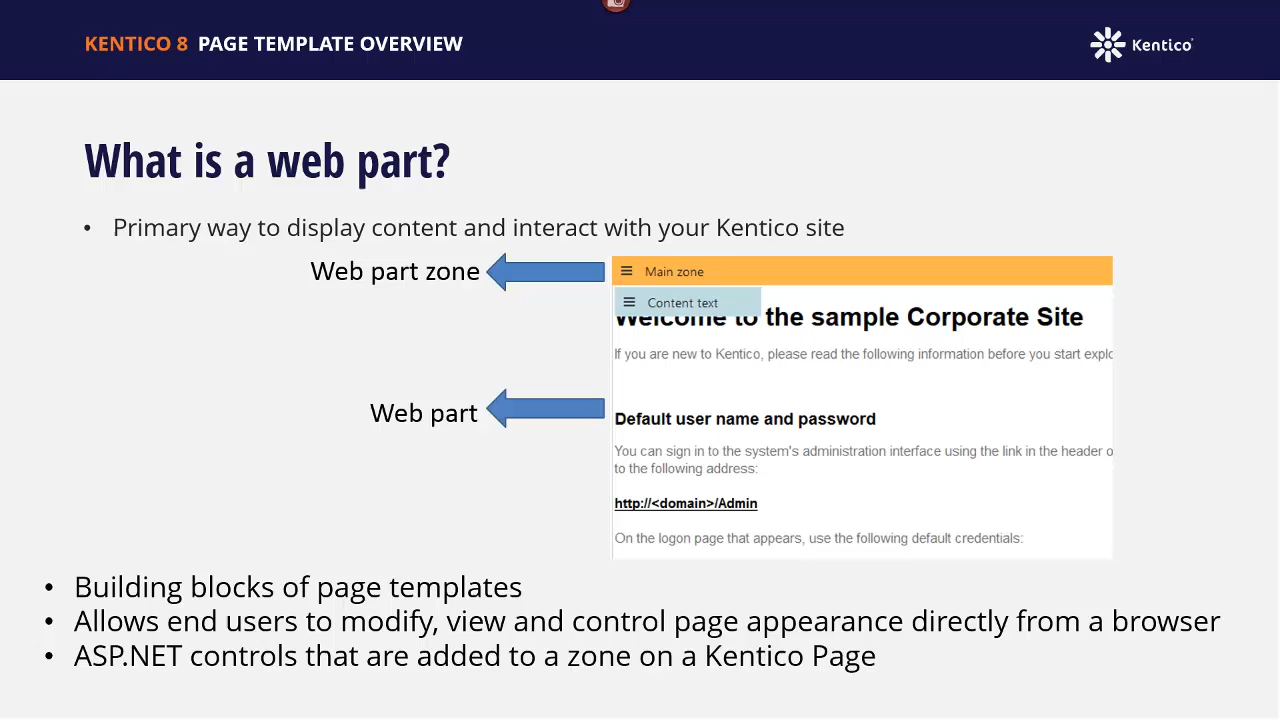 KENTICO 8 PAGE TEMPLATE OVERVIEW
Kentico
What is a web part?
• Primary way to display content and interact with your Kentico site
Web part zone
Main zone
Content text
Welcome to the sample Corporate Site
If you are new to Kentico, please read the following information before you start explo
Web part
Default user name and password
You can sign in to the system's administration interface using the link in the header o
to the following address:
http://<domain>/Admin
On the logon page that appears, use the following default credentials:
• Building blocks of page templates
• Allows end users to modify, view and control page appearance directly from a browser
• ASP.NET controls that are added to a zone on a Kentico Page